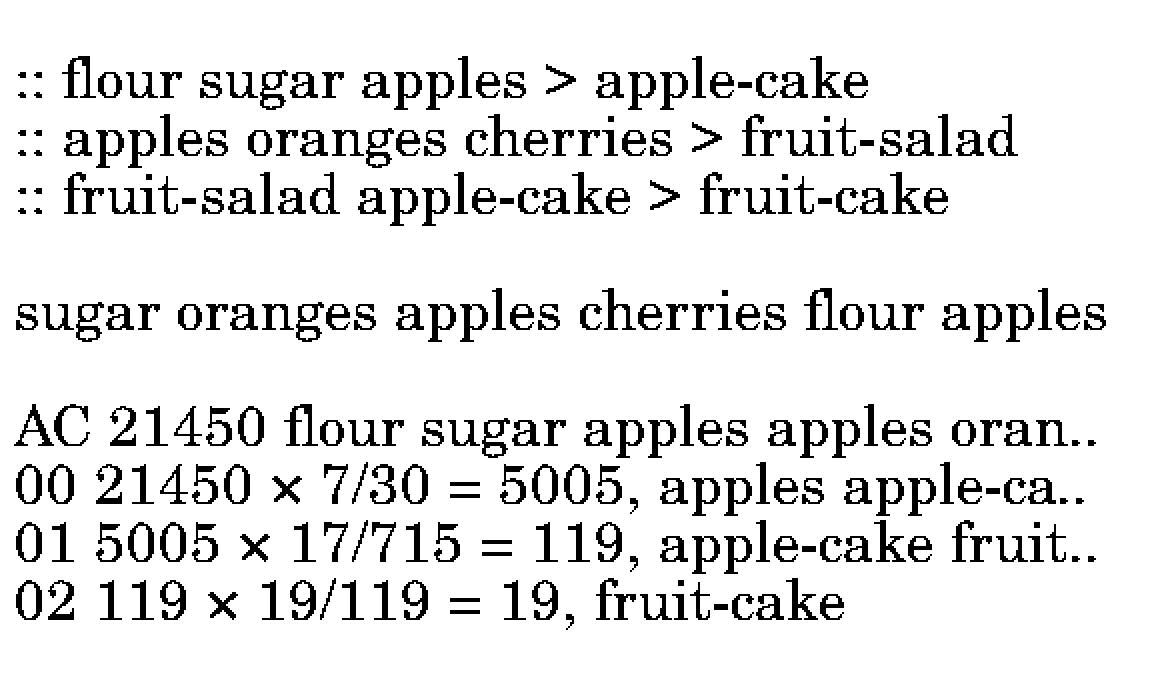 :: flour sugar apples > apple-cake
:: apples oranges cherries > fruit-salad
:: fruit-salad apple-cake > fruit-cake
sugar oranges apples cherries flour apples
AC 21450 flour sugar apples apples oran..
00 21450 × 7/30 = 5005, apples apple-ca..
01 5005 × 17/715 = 119, apple-cake fruit..
02 119 × 19/119 = 19, fruit-cake